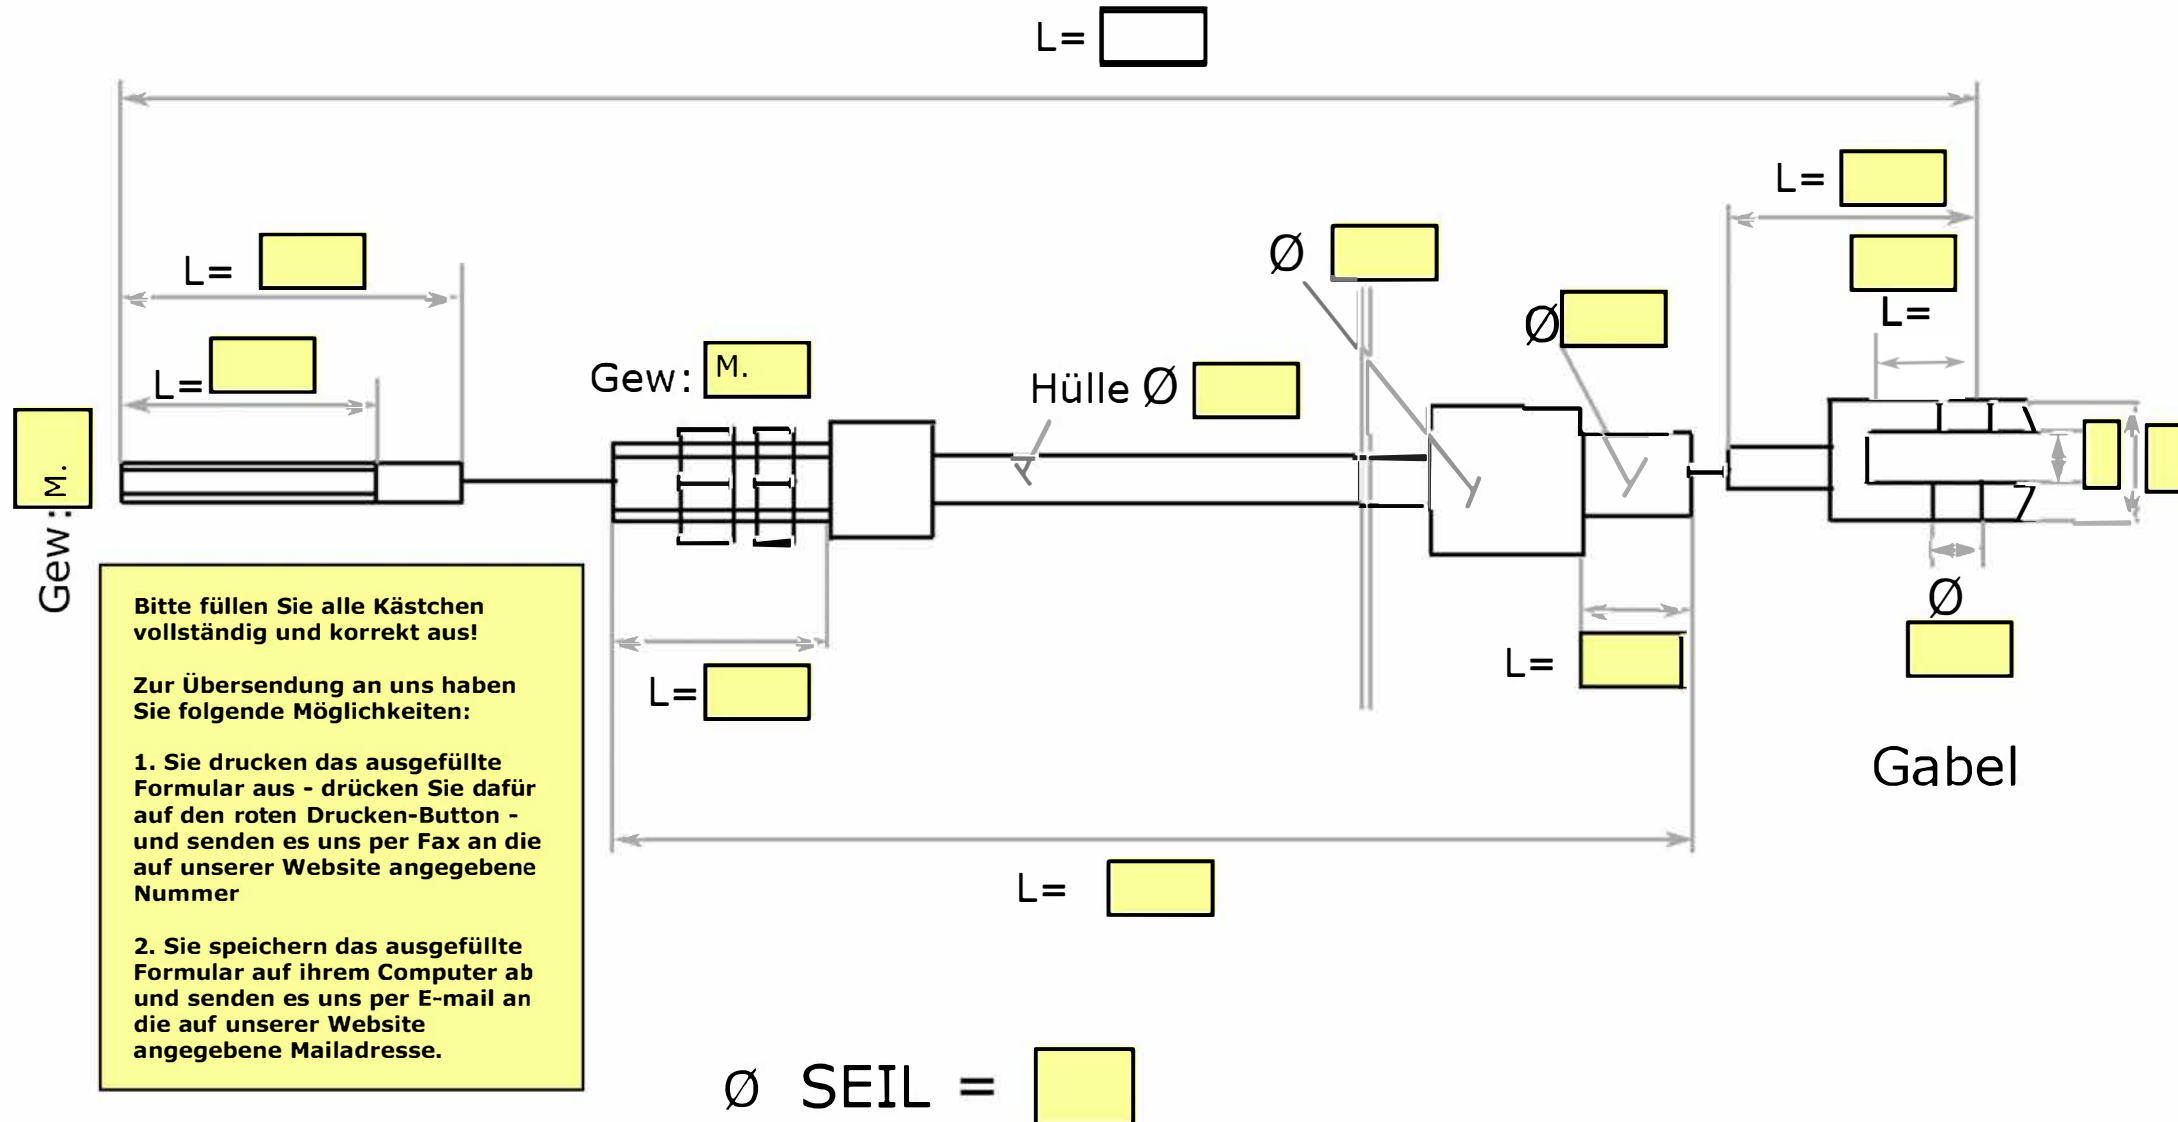 L=
L=
L=
Ø
L=
Ø
L=
L=
Gew:
M.
Hülle Ø
Gew:
M.
Ø
L=
L=
Gabel
Bitte füllen Sie alle Kästchen
vollständig und korrekt aus!
Zur Übersendung an uns haben
Sie folgende Möglichkeiten:
1. Sie drucken das ausgefüllte
Formular aus - drücken Sie dafür
auf den roten Drucken-Button -
und senden es uns per Fax an die
auf unserer Website angegebene
Nummer
2. Sie speichern das ausgefüllte
Formular auf ihrem Computer ab
und senden es uns per E-mail an
die auf unserer Website
angegebene Mailadresse.
L=
Ø SEIL =